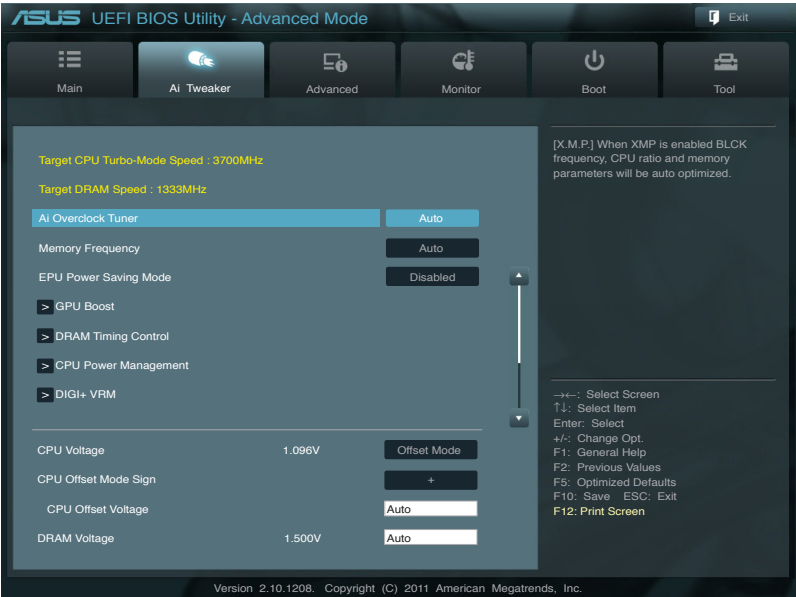 ASUS UEFI BIOS Utility - Advanced Mode
Exit
Main
Ai Tweaker
Advanced
Monitor
Boot
Tool
Target CPU Turbo-Mode Speed : 3700MHz
Target DRAM Speed : 1333MHz
Ai Overclock Tuner Auto
Memory Frequency Auto
EPU Power Saving Mode Disabled
> GPU Boost
> DRAM Timing Control
> CPU Power Management
> DIGI+ VRM
CPU Voltage 1.096V Offset Mode
CPU Offset Mode Sign +
CPU Offset Voltage Auto
DRAM Voltage 1.500V Auto
[X.M.P.] When XMP is enabled BLCK
frequency, CPU ratio and memory
parameters will be auto optimized.
→←: Select Screen
↑↓: Select Item
Enter: Select
+/-: Change Opt.
F1: General Help
F2: Previous Values
F5: Optimized Defaults
F10: Save ESC: Exit
F12: Print Screen
Version 2.10.1208. Copyright (C) 2011 American Megatrends, Inc.